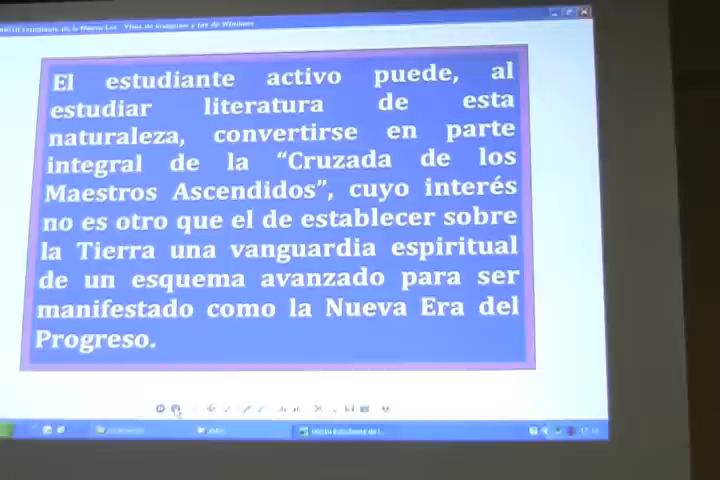 El estudiante activo puede, al
estudiar literatura de esta
naturaleza, convertirse en parte
integral de la “Cruzada de los
Maestros Ascendidos”, cuyo interés
no es otro que el de establecer sobre
la Tierra una vanguardia espiritual
de un esquema avanzado para ser
manifestado como la Nueva Era del
Progreso.